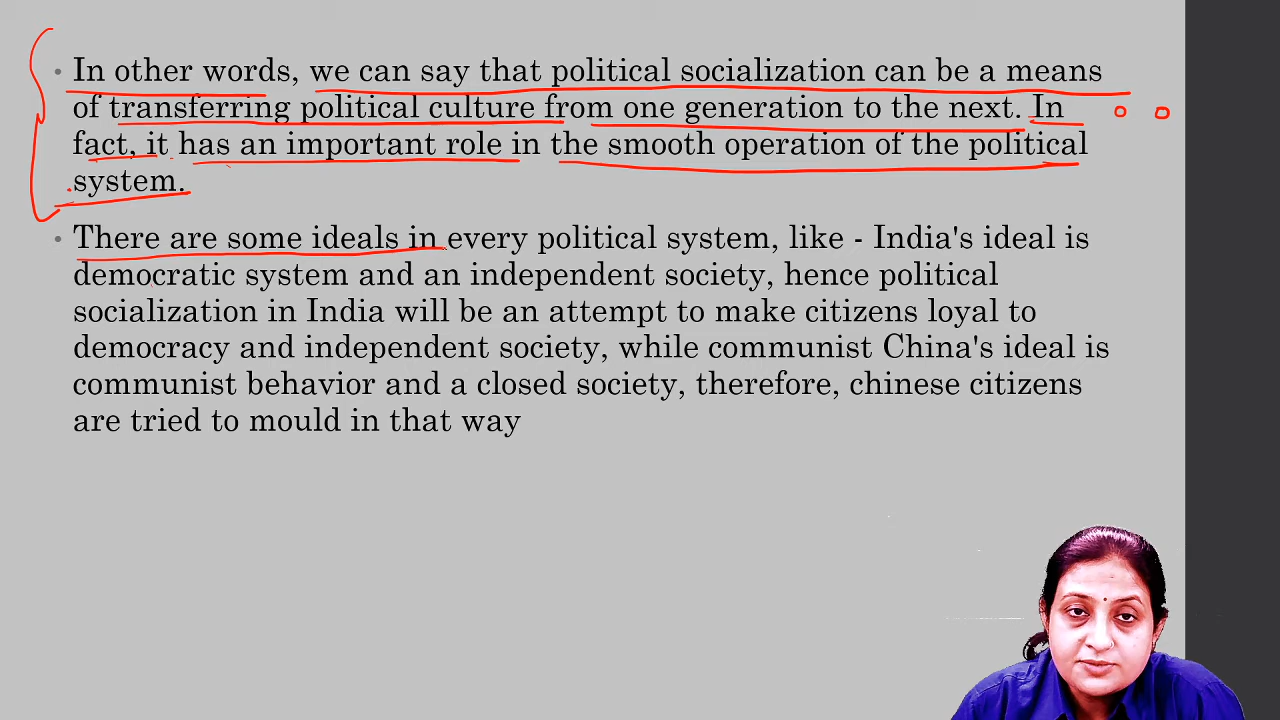 In other words, we can say that political socialization can be a means
of transferring political culture from one generation to the next. In
fact, it has an important role in the smooth operation of the political
system.
There are some ideals in every political system, like - India's ideal is
democratic system and an independent society, hence political
socialization in India will be an attempt to make citizens loyal to
democracy and independent society, while communist China's ideal is
communist behavior and a closed society, therefore, chinese citizens
are tried to mould in that way